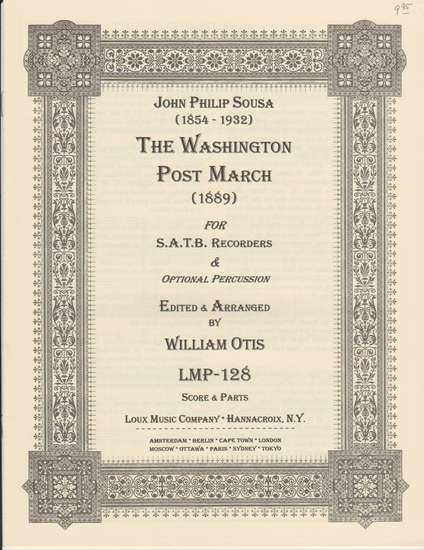 9 95
John Philip Sousa
(1854 - 1932)
The Washington
Post March
(1889)
for
S.A.T.B. Recorders
&
Optional Percussion
Edited & Arranged
by
William Otis
LMP-128
Score & Parts
Loux Music Company * Hannacroix, N.Y.
Amsterdam * Berlin * Cape Town * London
Moscow * Ottawa * Paris * Sydney * Tokyo